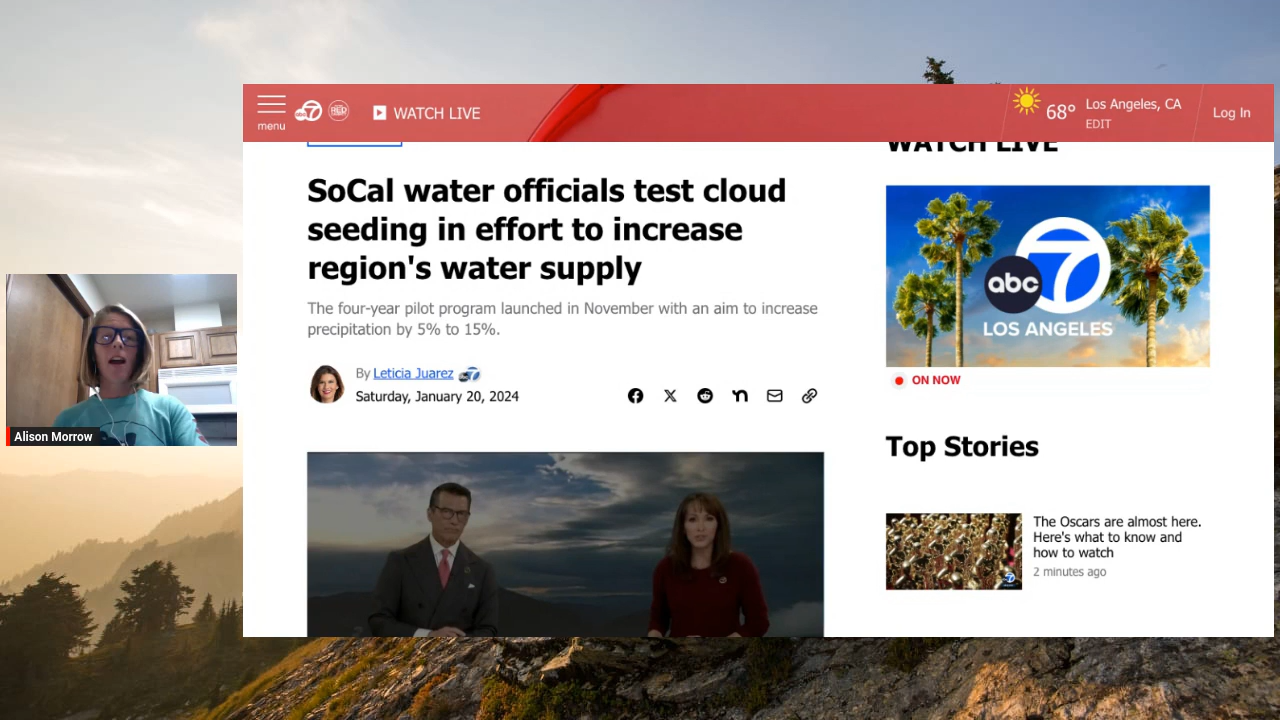 menu
WATCH LIVE
68°
Los Angeles, CA
EDIT
Log In
SoCal water officials test cloud
seeding in effort to increase
region's water supply
The four-year pilot program launched in November with an aim to increase
precipitation by 5% to 15%.
By Leticia Juarez
Saturday, January 20, 2024
WATCH LIVE
abc 7
LOS ANGELES
ON NOW
Top Stories
The Oscars are almost here.
Here's what to know and
how to watch
2 minutes ago
Alison Morrow